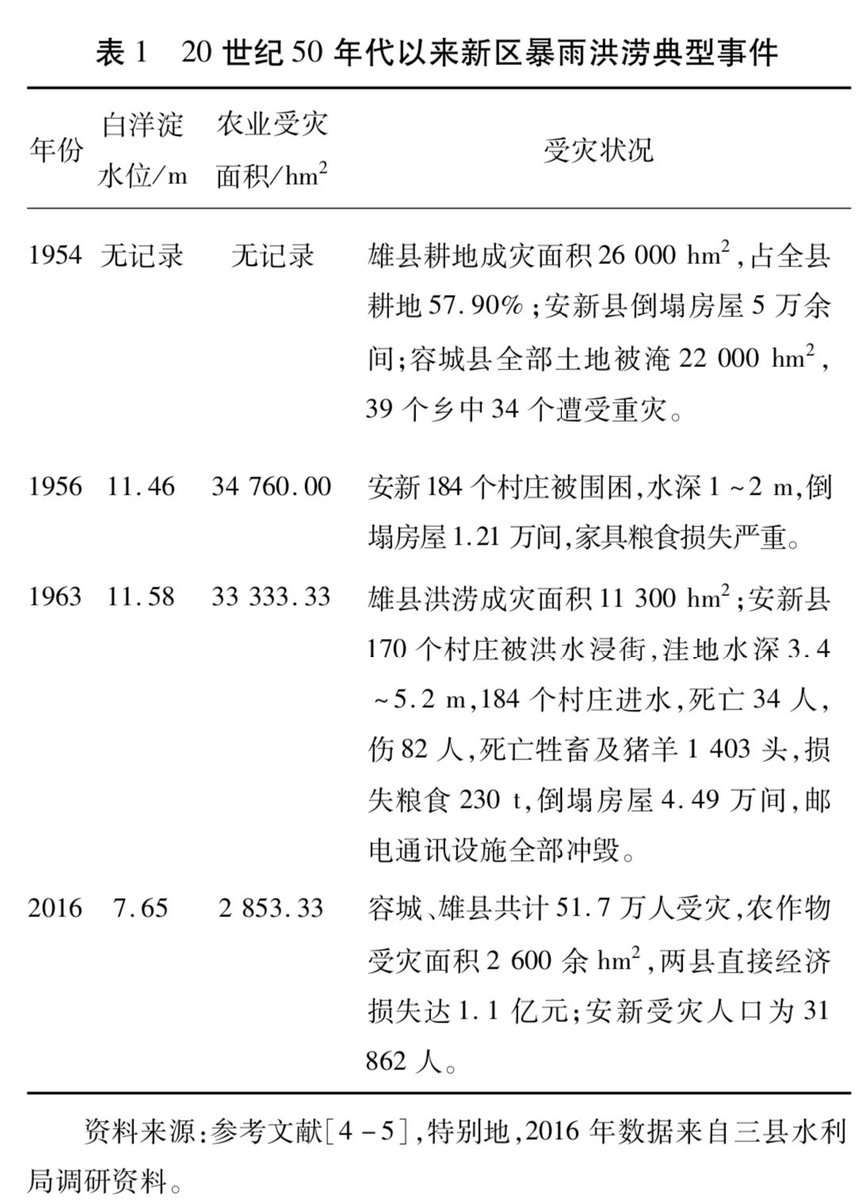 表 1 20 世纪 50 年代以来新区暴雨洪涝典型事件
年份 白洋淀水位/m 农业受灾面积/hm² 受灾状况
1954 无记录 无记录 雄县耕地成灾面积 26 000 hm²,占全县
耕地 57.90%;安新县倒塌房屋 5 万余
间;容城县全部土地被淹 22 000 hm²,
39 个乡中 34 个遭受重灾。
1956 11.46 34 760.00 安新 184 个村庄被围困,水深 1 ~ 2 m,倒
塌房屋 1.21 万间,家具粮食损失严重。
1963 11.58 33 333.33 雄县洪涝成灾面积 11 300 hm²;安新县
170 个村庄被洪水浸街,洼地水深 3.4
~ 5.2 m,184 个村庄进水,死亡 34 人,
伤 82 人,死亡牲畜及猪羊 1 403 头,损
失粮食 230 t,倒塌房屋 4.49 万间,邮
电通讯设施全部冲毁。
2016 7.65 2 853.33 容城、雄县共计 51.7 万人受灾,农作物
受灾面积 2 600 余 hm²,两县直接经济
损失达 1.1 亿元;安新受灾人口为 31
862 人。
资料来源:参考文献[4-5],特别地,2016 年数据来自三县水利
局调研资料。